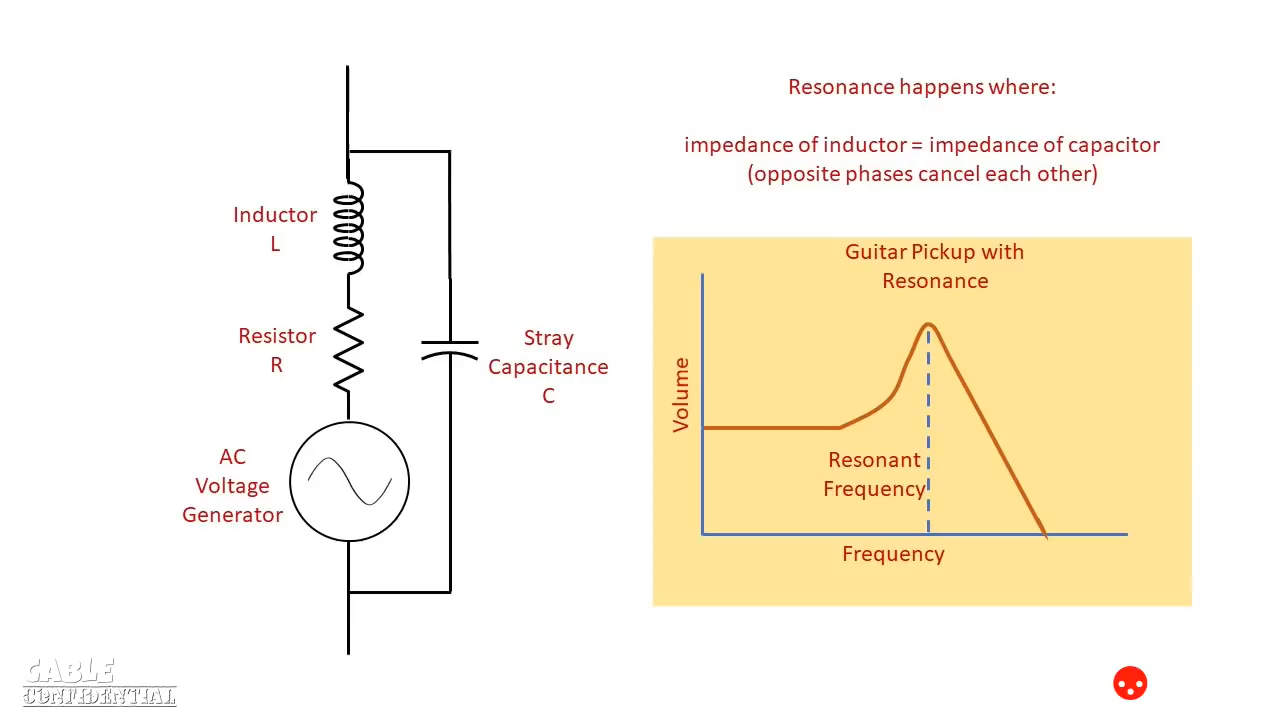 Resonance happens where:
impedance of inductor = impedance of capacitor
(opposite phases cancel each other)
Inductor
L
Resistor
R
AC
Voltage
Generator
Stray
Capacitance
C
Guitar Pickup with
Resonance
Volume
Resonant
Frequency
Frequency
CABLE
CONFIDENTIAL